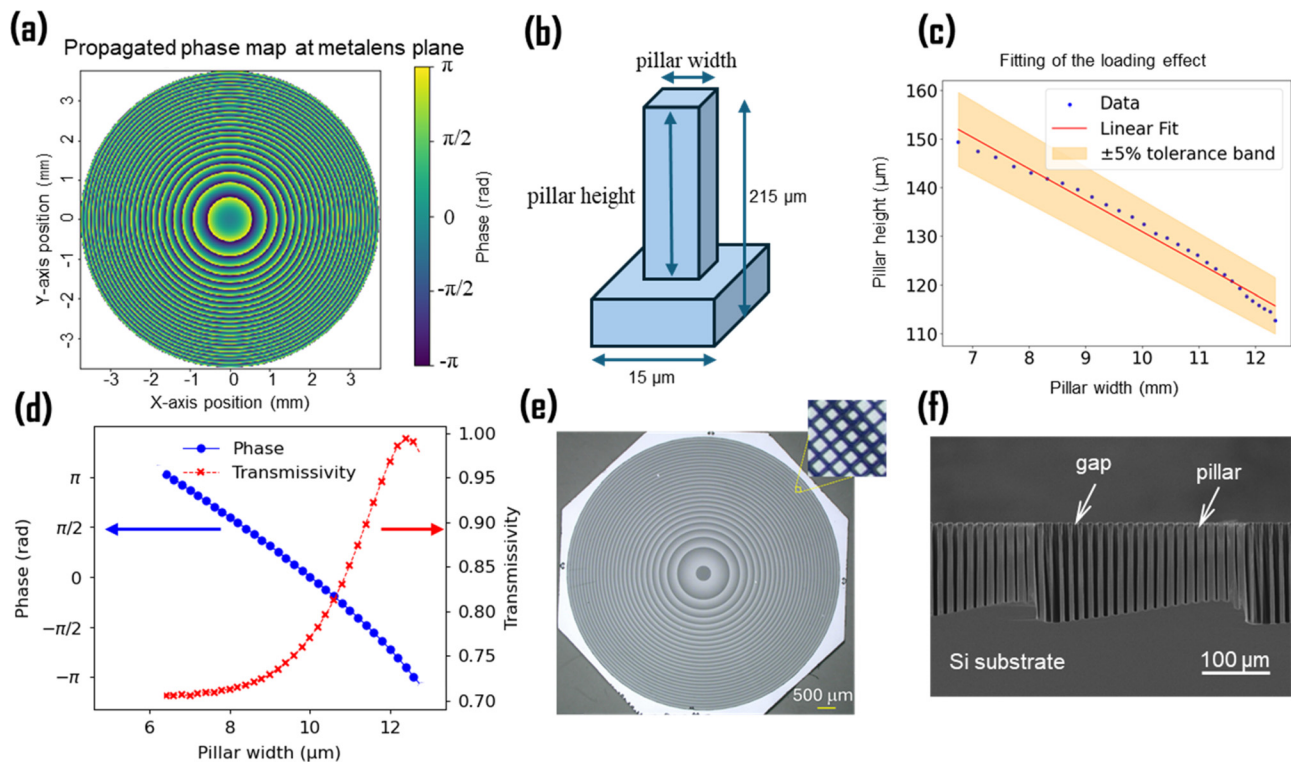 (a)
Propagated phase map at metalens plane
Y-axis position (mm)
3
2
1
0
-1
-2
-3
-3 -2 -1 0 1 2 3
X-axis position (mm)
π
π/2
0
-π/2
-π
Phase (rad)
(b)
pillar width
pillar height
215 µm
15 µm
(c)
Fitting of the loading effect
Data
Linear Fit
±5% tolerance band
Pillar height(µm)
160
150
140
130
120
110
7 8 9 10 11 12
Pillar width (mm)
(d)
Phase
Transmissivity
Phase (rad)
π
π/2
0
−π/2
−π
1.00
0.95
0.90
0.85
0.80
0.75
0.70
Transmissivity
6 8 10 12
Pillar width (µm)
(e)
500 µm
(f)
gap
pillar
Si substrate
100 µm